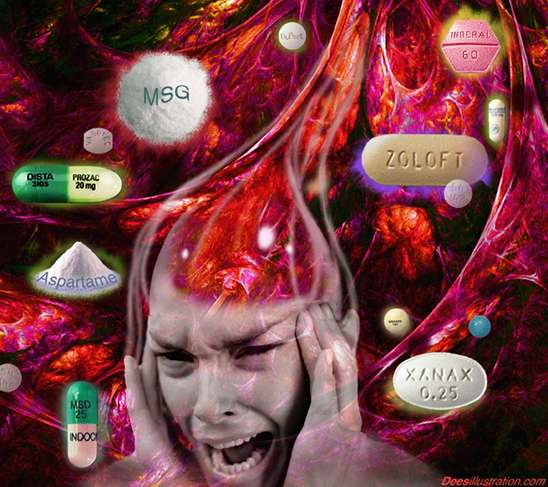 INDERAL
60
MSG
ZOLOFT
DISTA
3105
PROZAC
20 mg
Aspartame
XANAX
0.25
MSD
25
INDOCI
Deesillustration.com